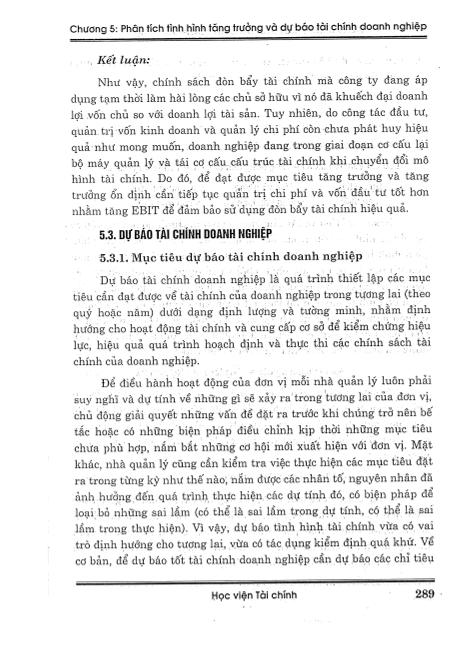 Chương 5: Phân tích tình hình tăng trưởng và dự báo tài chính doanh nghiệp
Kết luận:
Như vậy, chính sách đòn bẩy tài chính mà công ty đang áp
dụng tạm thời làm hài lòng các chủ sở hữu vì nó đã khuếch đại doanh
lợi vốn chủ so với doanh lợi tài sản. Tuy nhiên, do công tác đầu tư,
quản trị vốn kinh doanh và quản lý chi phí còn chưa phát huy hiệu
quả như mong muốn, doanh nghiệp đang trong giai đoạn cơ cấu lại
bộ máy quản lý và tái cơ cấu cấu trúc tài chính khi chuyển đổi mô
hình tài chính. Do đó, để đạt được mục tiêu tăng trưởng và tăng
trưởng ổn định cần tiếp tục quản trị chi phí và vốn đầu tư tốt hơn
nhằm tăng EBIT để đảm bảo sử dụng đòn bẩy tài chính hiệu quả.
5.3. DỰ BÁO TÀI CHÍNH DOANH NGHIỆP
5.3.1. Mục tiêu dự báo tài chính doanh nghiệp
Dự báo tài chính doanh nghiệp là quá trình thiết lập các mục
tiêu cần đạt được về tài chính của doanh nghiệp trong tương lai (theo
quý hoặc năm) dưới dạng định lượng và tường minh, nhằm định
hướng cho hoạt động tài chính và cung cấp cơ sở để kiểm chứng hiệu
lực, hiệu quả quá trình hoạch định và thực thi các chính sách tài
chính của doanh nghiệp.
Để điều hành hoạt động của đơn vị mỗi nhà quản lý luôn phải
suy nghĩ và dự tính về những gì sẽ xảy ra trong tương lai của đơn vị,
chủ động giải quyết những vấn đề đặt ra trước khi chúng trở nên bế
tắc hoặc có những biện pháp điều chỉnh kịp thời những mục tiêu
chưa phù hợp, nắm bắt những cơ hội mới xuất hiện với đơn vị. Mặt
khác, nhà quản lý cũng cần kiểm tra việc thực hiện các mục tiêu đặt
ra trong từng kỳ như thế nào, nắm được các nhân tố, nguyên nhân đã
ảnh hưởng đến quá trình thực hiện các dự tính đó, có biện pháp để
loại bỏ những sai lầm (có thể là sai lầm trong dự tính, có thể là sai
lầm trong thực hiện). Vì vậy, dự báo tình hình tài chính vừa có vai
trò định hướng cho tương lai, vừa có tác dụng kiểm định quá khứ. Về
cơ bản, để dự báo tốt tài chính doanh nghiệp cần dự báo các chỉ tiêu
Học viện Tài chính
289